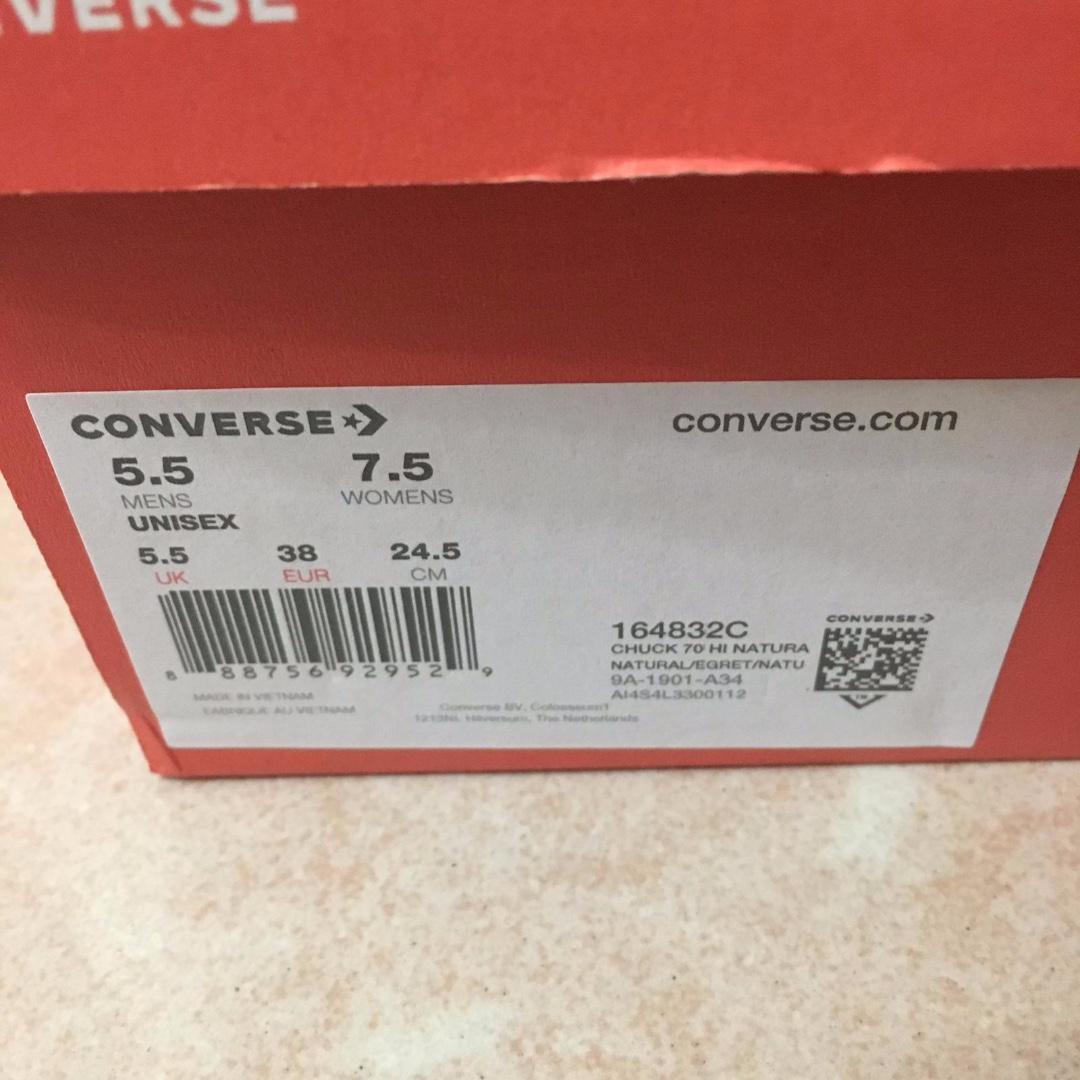 VERSE
CONVERSE
converse.com
5.5 7.5
MENS WOMENS
UNISEX
5.5 38 24.5
UK EUR CM
8 88756 92952 9
MADE IN VIETNAM
FABRIQUE AU VIETNAM
Converse BV, Colosseum1
1213NL Hilversum, The Netherlands
164832C
CHUCK 70 HI NATURA
NATURAL/EGRET/NATU
9A-1901-A34
AI4S4L3300112
CONVERSE
TM